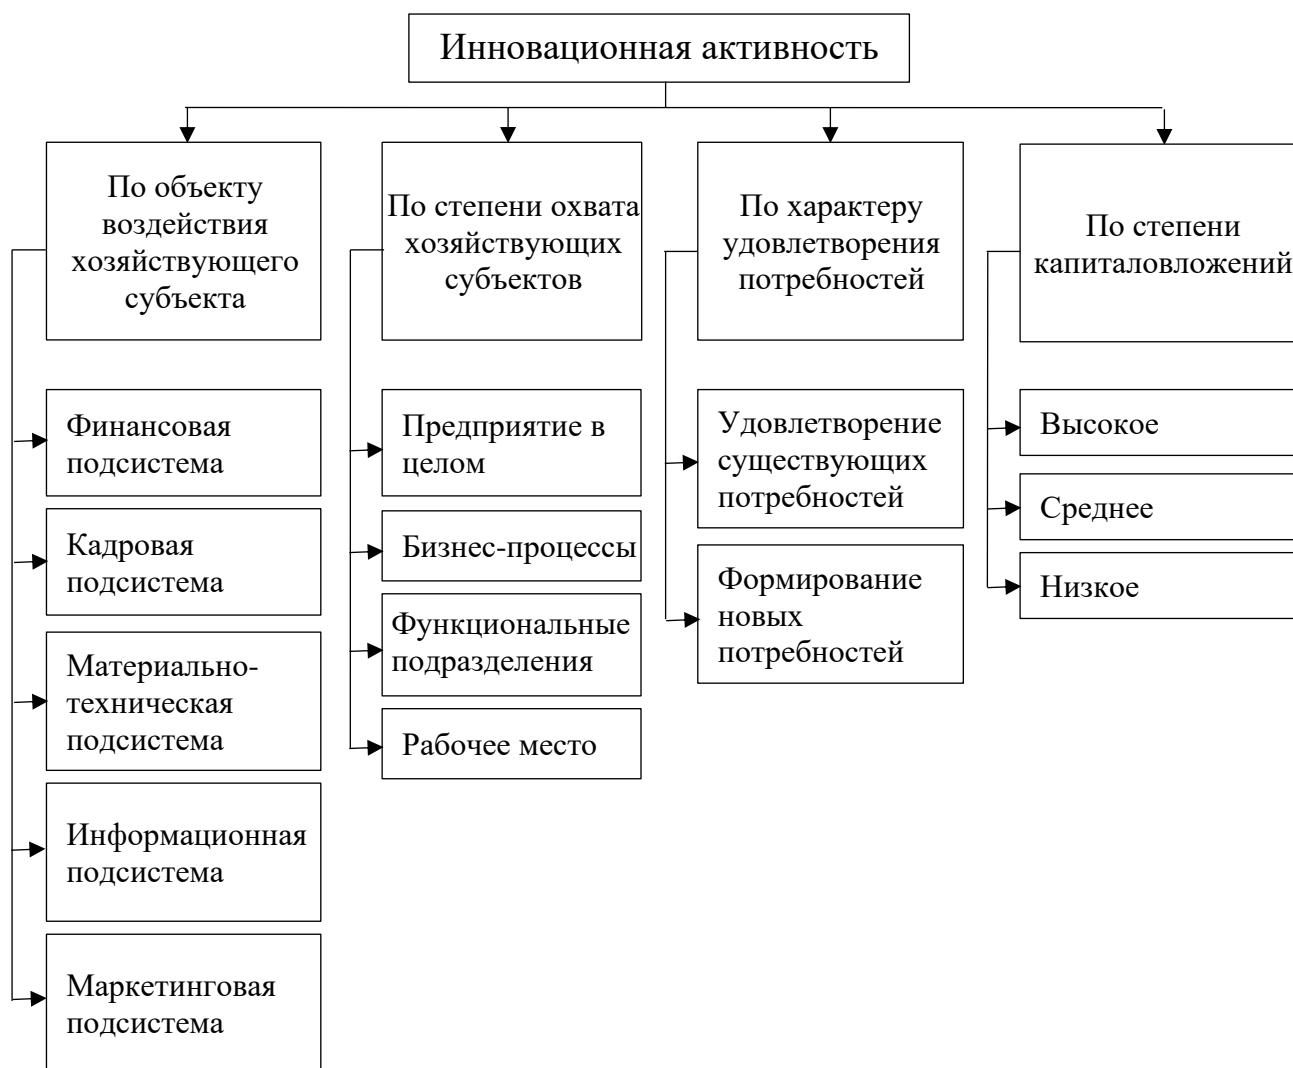 Инновационная активность
По объекту
воздействия
хозяйствующего
субъекта
По степени охвата
хозяйствующих
субъектов
По характеру
удовлетворения
потребностей
По степени
капиталовложений
Финансовая
подсистема
Кадровая
подсистема
Материально-
техническая
подсистема
Информационная
подсистема
Маркетинговая
подсистема
Предприятие в
целом
Бизнес-процессы
Функциональные
подразделения
Рабочее место
Удовлетворение
существующих
потребностей
Формирование
новых
потребностей
Высокое
Среднее
Низкое